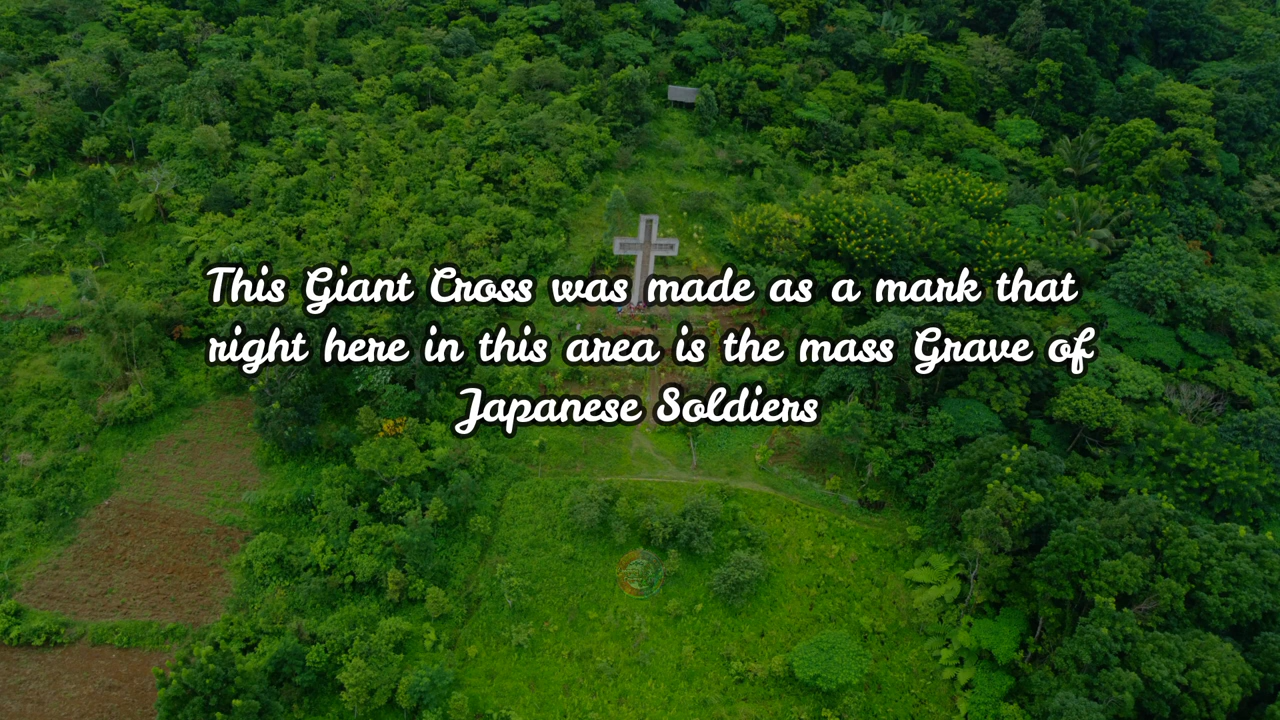 This Giant Cross was made as a mark that
right here in this area is the mass Grave of
Japanese Soldiers